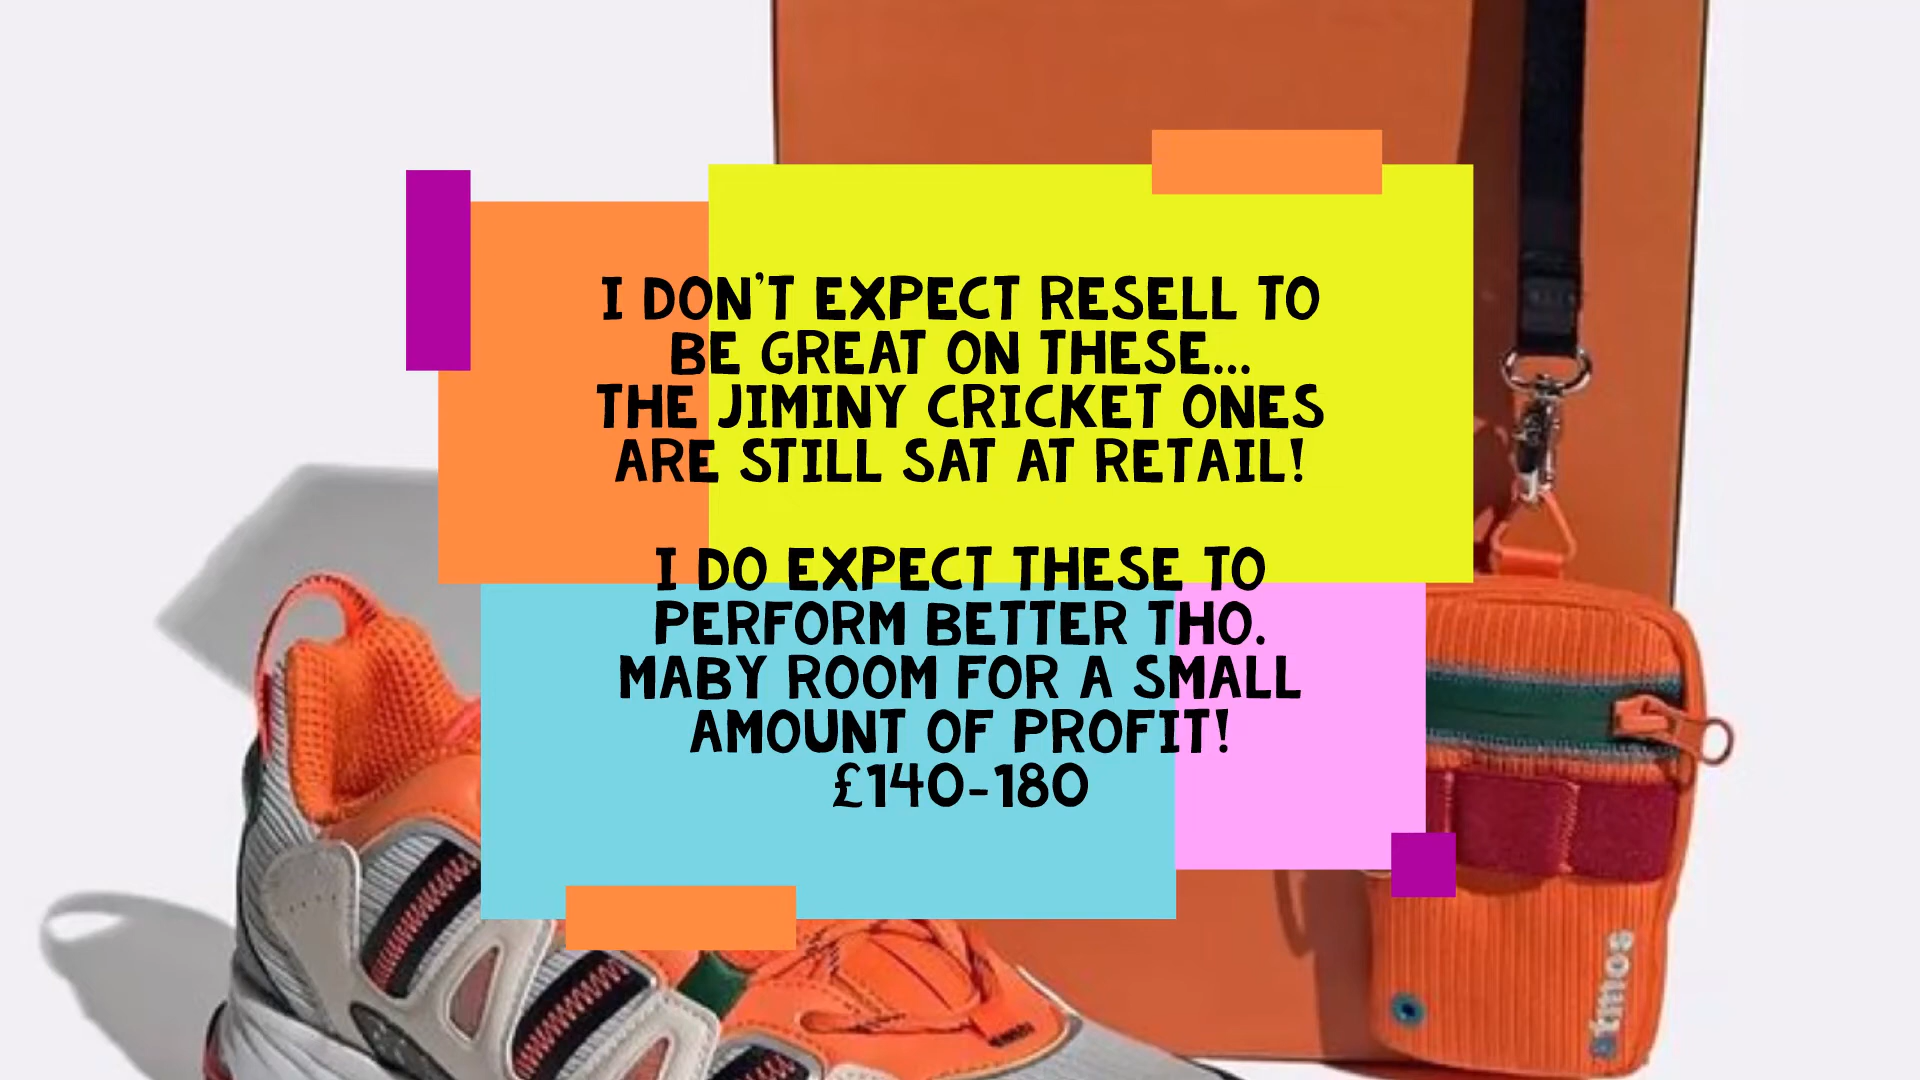 I DON'T EXPECT RESELL TO
BE GREAT ON THESE...
THE JIMINY CRICKET ONES
ARE STILL SAT AT RETAIL!
I DO EXPECT THESE TO
PERFORM BETTER THO.
MABY ROOM FOR A SMALL
AMOUNT OF PROFIT!
£140-180
atmos